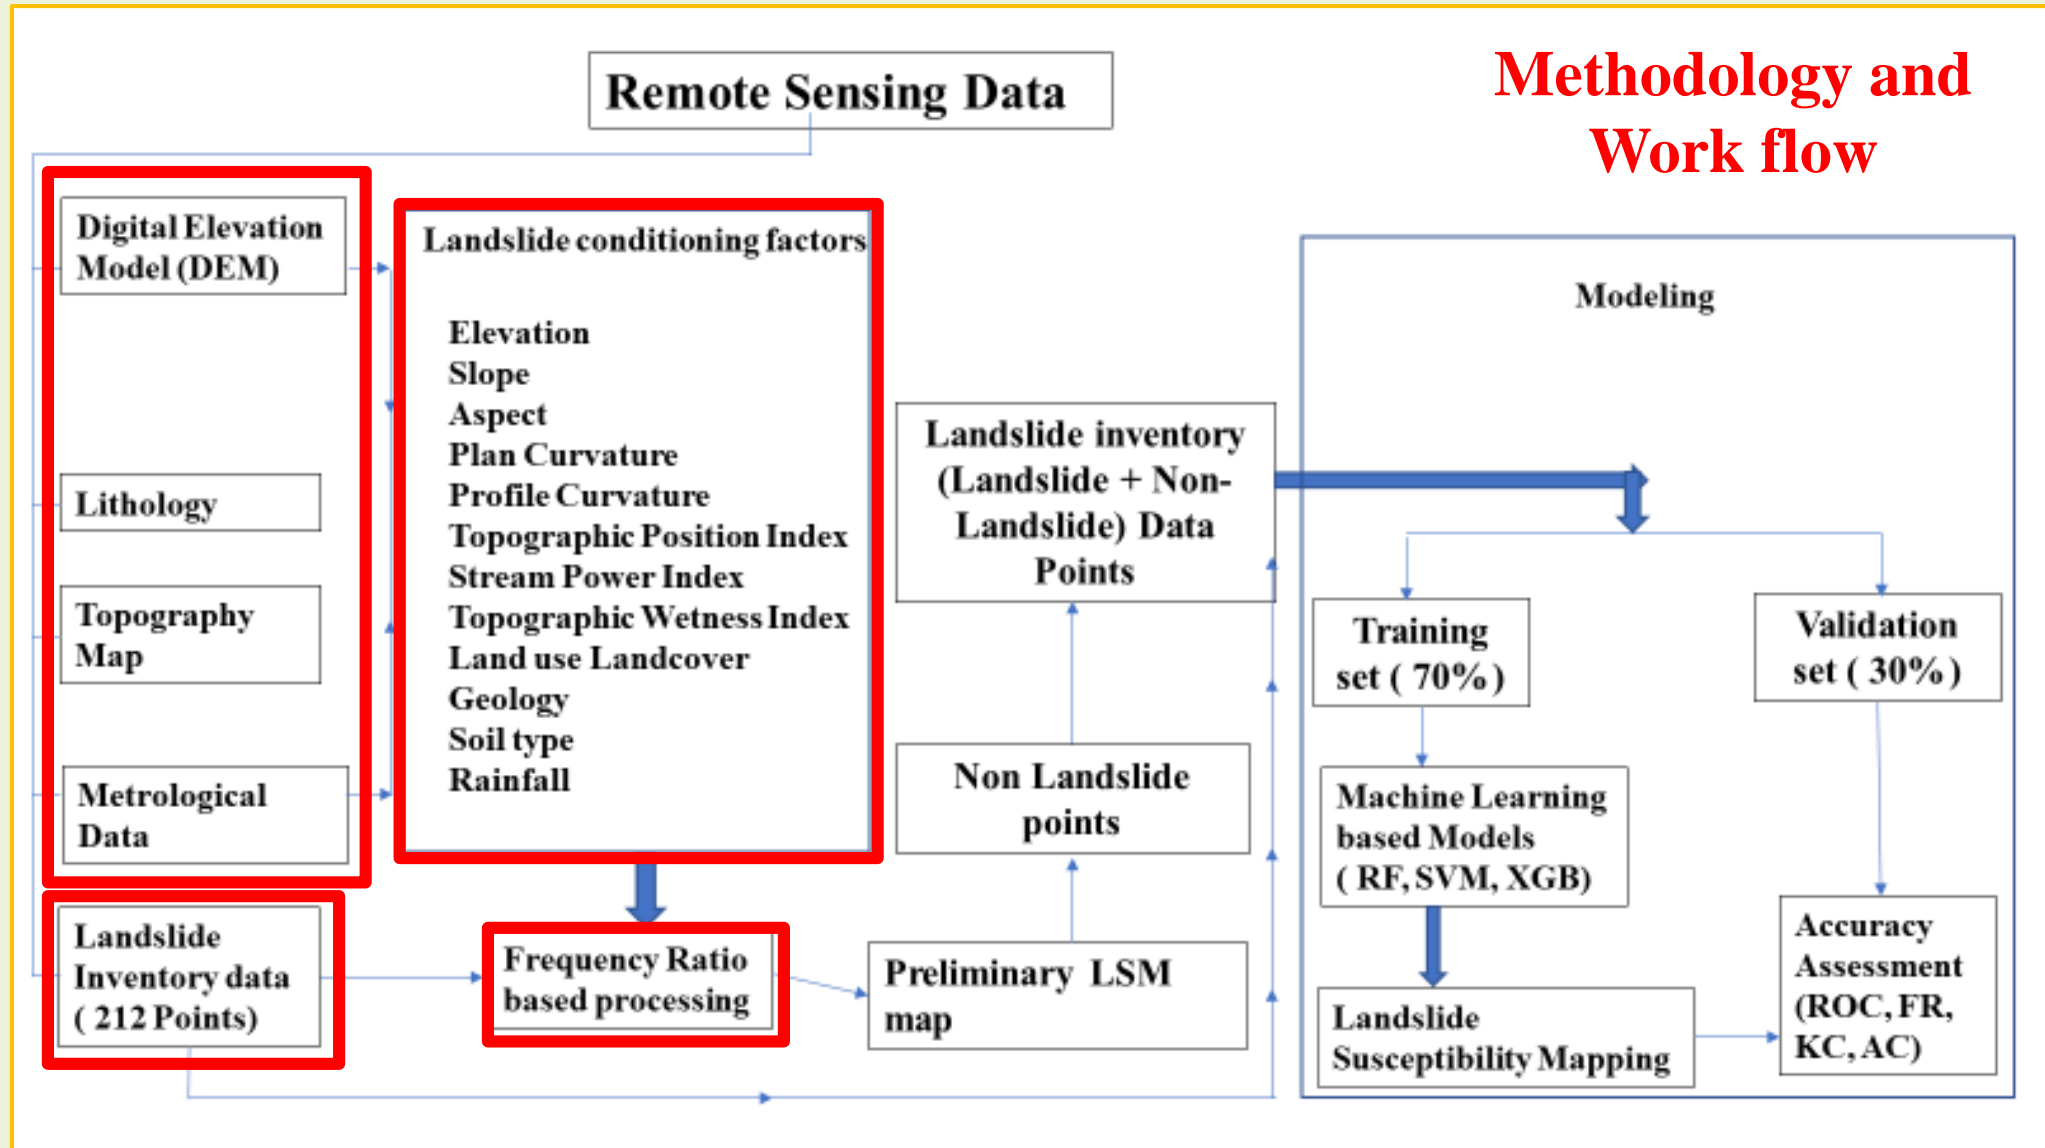 Remote Sensing Data
Methodology and
Work flow
Digital Elevation
Model (DEM)
Lithology
Topography
Map
Metrological
Data
Landslide
Inventory data
( 212 Points)
Landslide conditioning factors
Elevation
Slope
Aspect
Plan Curvature
Profile Curvature
Topographic Position Index
Stream Power Index
Topographic Wetness Index
Land use Landcover
Geology
Soil type
Rainfall
Frequency Ratio
based processing
Preliminary LSM
map
Non Landslide
points
Landslide inventory
(Landslide + Non-
Landslide) Data
Points
Modeling
Training
set ( 70%)
Validation
set ( 30%)
Machine Learning
based Models
( RF, SVM, XGB)
Landslide
Susceptibility Mapping
Accuracy
Assessment
(ROC, FR,
KC, AC)